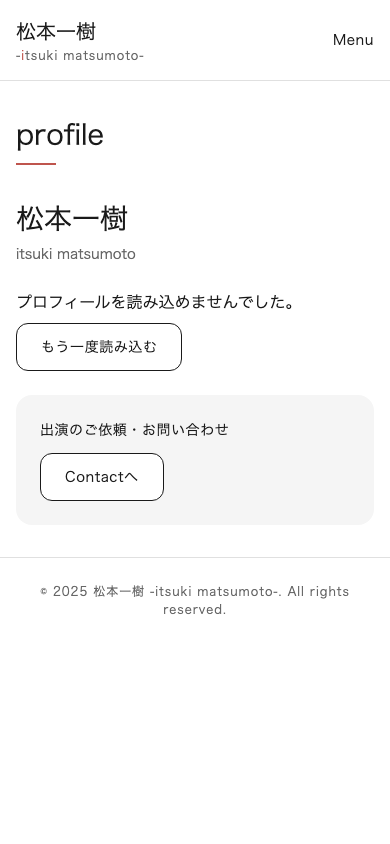 松本一樹
-itsuki matsumoto-
Menu
profile
松本一樹
itsuki matsumoto
プロフィールを読み込めませんでした。
もう一度読み込む
出演のご依頼・お問い合わせ
Contactへ
© 2025 松本一樹 -itsuki matsumoto-. All rights
reserved.